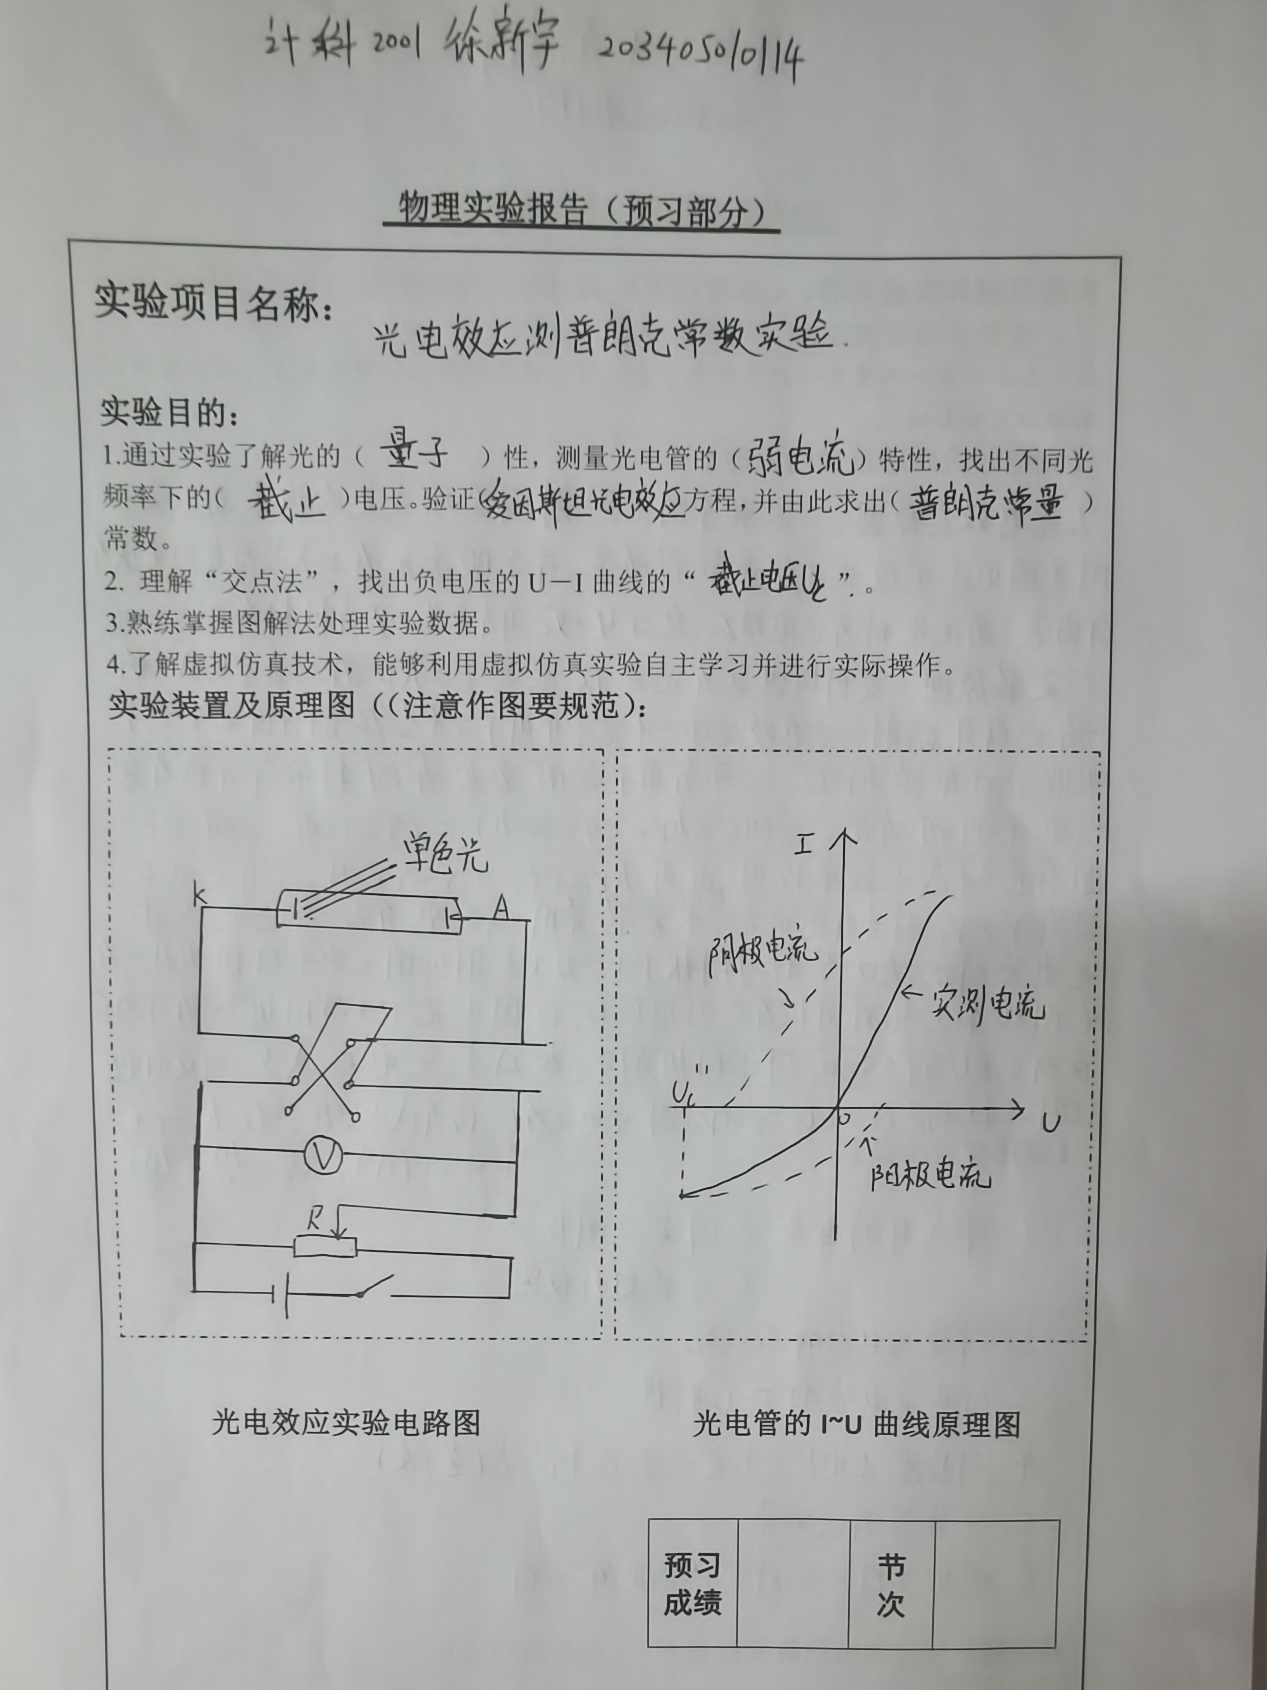 计科2001 徐新宇 203405010114
物理实验报告（预习部分）
实验项目名称：
光电效应测普朗克常数实验.
实验目的：
1.通过实验了解光的（ 量子 ）性，测量光电管的（弱电流）特性，找出不同光
频率下的（ 截止 ）电压。验证（爱因斯坦光电效应方程，并由此求出（ 普朗克常量 ）
常数。
2. 理解“交点法”，找出负电压的 U－I 曲线的“ 截止电压Uc ”.。
3.熟练掌握图解法处理实验数据。
4.了解虚拟仿真技术，能够利用虚拟仿真实验自主学习并进行实际操作。
实验装置及原理图（（注意作图要规范）：
单色光
K
A
V
R
I
阴极电流
实测电流
Uc''
O
U
阳极电流
光电效应实验电路图
光电管的 I~U 曲线原理图
预习
成绩
节
次